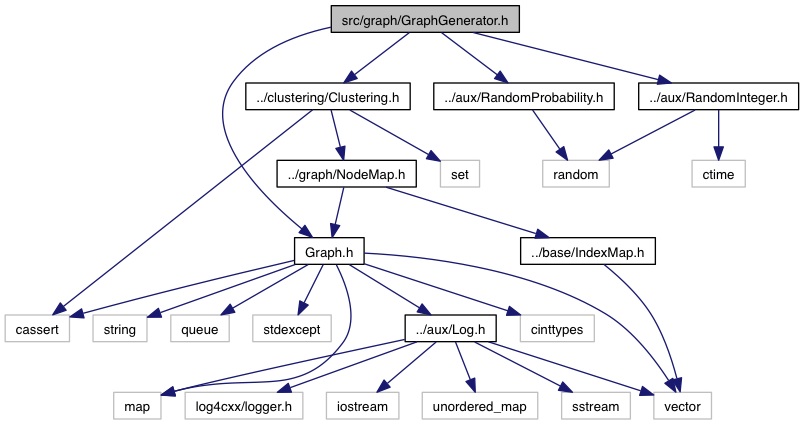 src/graph/GraphGenerator.h
../clustering/Clustering.h
../aux/RandomProbability.h
../aux/RandomInteger.h
../graph/NodeMap.h
set
random
ctime
Graph.h
../base/IndexMap.h
cassert
string
queue
stdexcept
../aux/Log.h
cinttypes
map
log4cxx/logger.h
iostream
unordered_map
sstream
vector